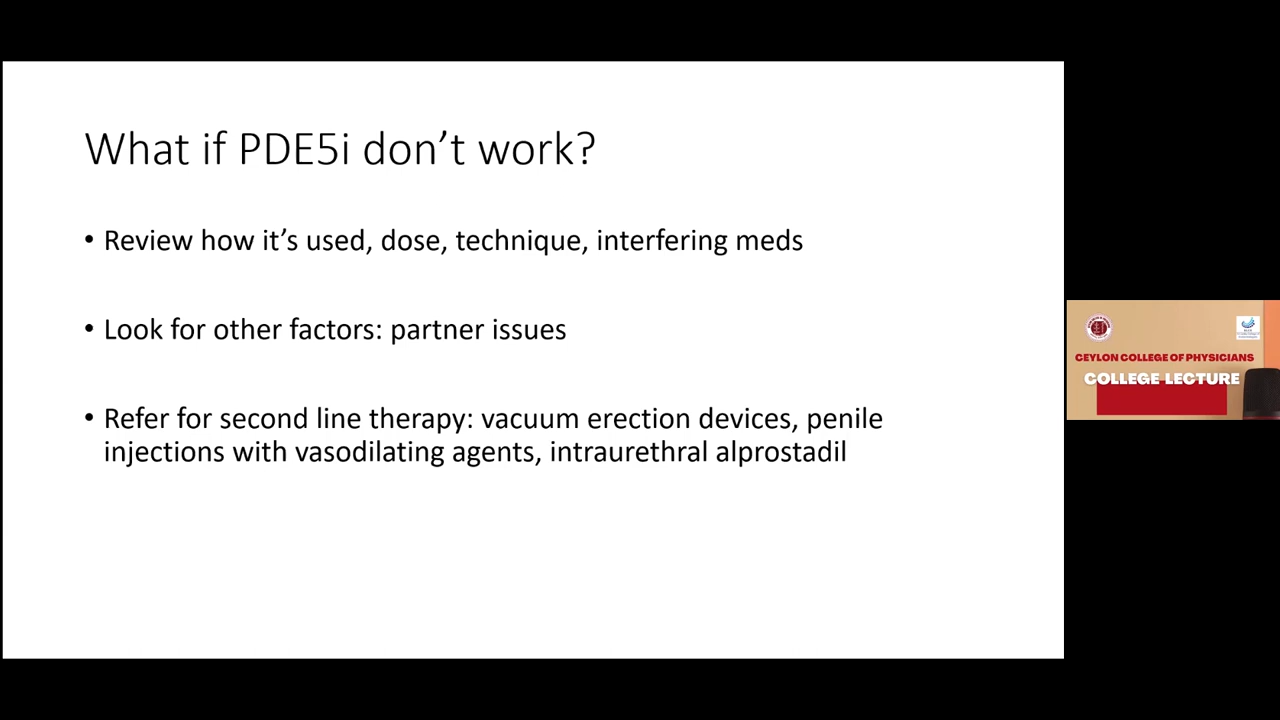 What if PDE5i don't work?
• Review how it's used, dose, technique, interfering meds
• Look for other factors: partner issues
• Refer for second line therapy: vacuum erection devices, penile
injections with vasodilating agents, intraurethral alprostadil
CEYLON COLLEGE OF PHYSICIANS
COLLEGE LECTURE